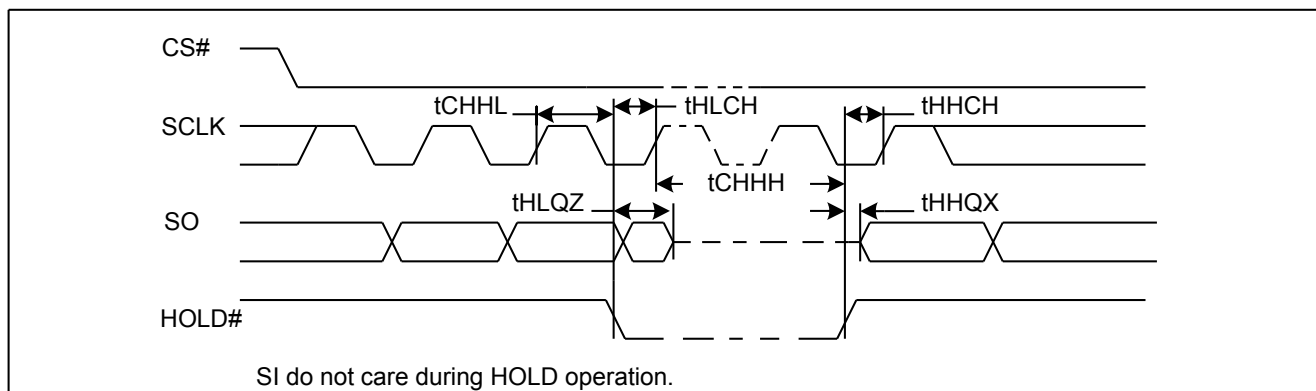 CS#
tCHHL
tHLCH
tHHCH
SCLK
tCHHH
tHLQZ
tHHQX
SO
HOLD#
SI do not care during HOLD operation.